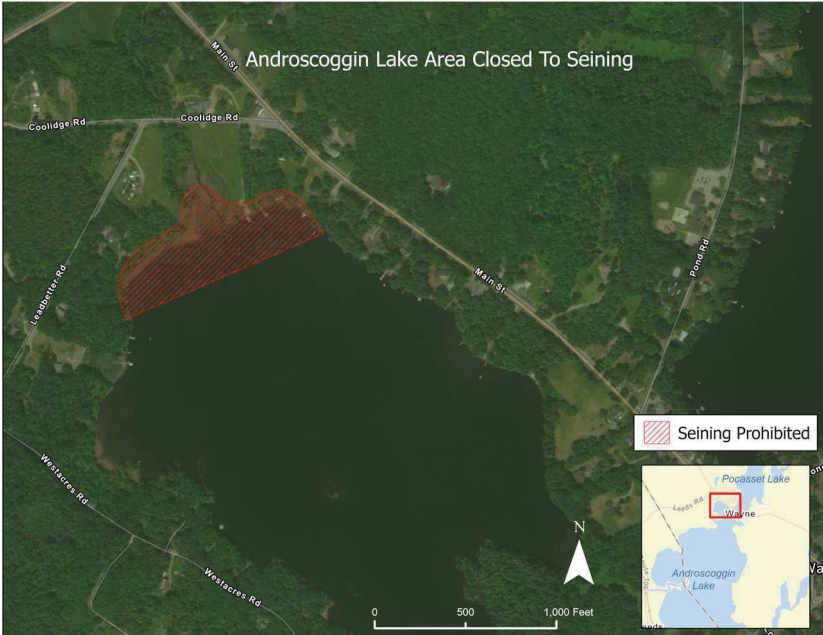 Androscoggin Lake Area Closed To Seining
Main St
Coolidge Rd
Coolidge Rd
Leadbetter Rd
Pond Rd
Main St
Seining Prohibited
Westacres Rd
Westacres Rd
N
0 500 1,000 Feet
Pocasset Lake
Leeds Rd
Wayne
Androscoggin
Lake